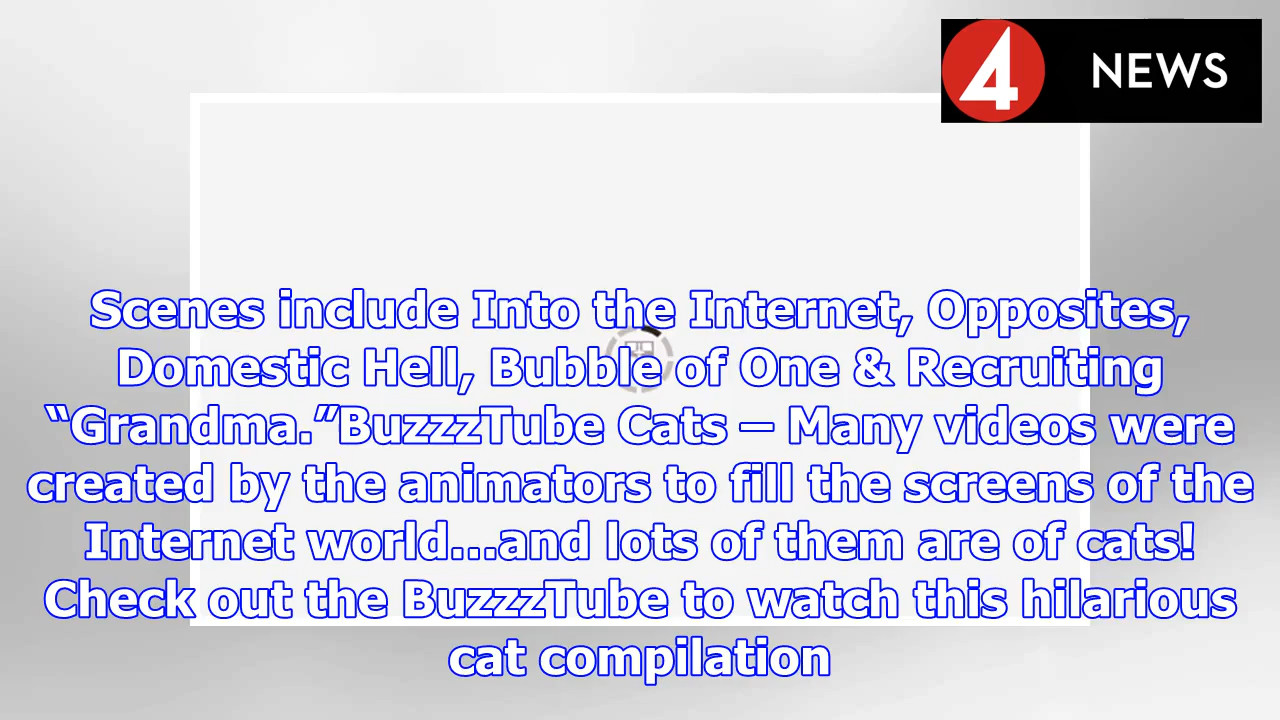 4 NEWS
Scenes include Into the Internet, Opposites,
Domestic Hell, Bubble of One & Recruiting
“Grandma.”BuzzzTube Cats – Many videos were
created by the animators to fill the screens of the
Internet world...and lots of them are of cats!
Check out the BuzzzTube to watch this hilarious
cat compilation